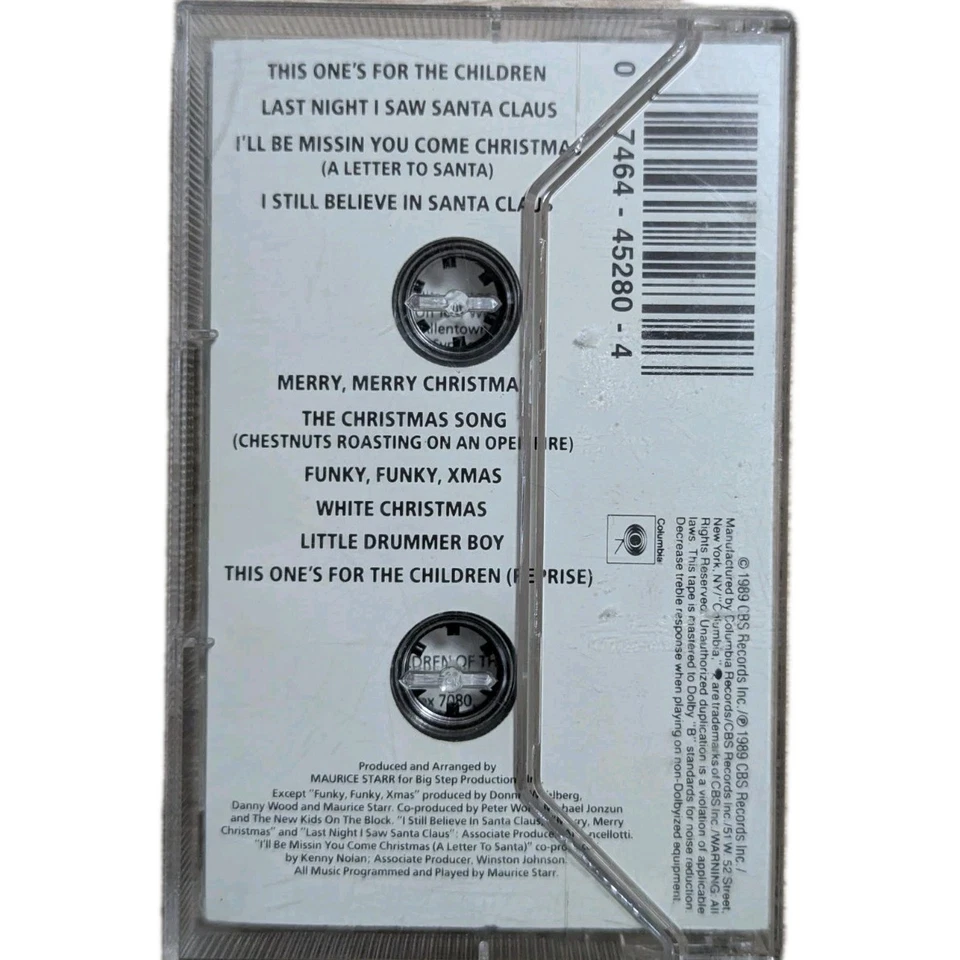 THIS ONE'S FOR THE CHILDREN
LAST NIGHT I SAW SANTA CLAUS
I'LL BE MISSIN YOU COME CHRISTMAS
(A LETTER TO SANTA)
I STILL BELIEVE IN SANTA CLAUS
MERRY, MERRY CHRISTMA
THE CHRISTMAS SONG
(CHESTNUTS ROASTING ON AN OPEN FIRE)
FUNKY, FUNKY, XMAS
WHITE CHRISTMAS
LITTLE DRUMMER BOY
THIS ONE'S FOR THE CHILDREN (REPRISE)
DREN OF TH
ox 7080
Produced and Arranged by
MAURICE STARR for Big Step Production
Except "Funky, Funky, Xmas" produced by Donnie Wahlberg,
Danny Wood and Maurice Starr. Co-produced by Peter Work, Michael Jonzun
and The New Kids On The Block. "I Still Believe In Santa Claus, "Merry, Merry
Christmas" and "Last Night I Saw Santa Claus": Associate Producer, Al Lancellotti.
"I'll Be Missin You Come Christmas (A Letter To Santa)" co-produced
by Kenny Nolan; Associate Producer, Winston Johnson
All Music Programmed and Played by Maurice Starr.
0 7464 - 45280 - 4
Columbia
© 1989 CBS Records Inc./℗ 1989 CBS Records Inc./
Manufactured by Columbia Records/CBS Records Inc./51 W. 52 Street,
New York, NY/"Columbia," are trademarks of CBS Inc./WARNING: All
Rights Reserved. Unauthorized duplication is a violation of applicable
laws. This tape is mastered to Dolby "B" standards for noise reduction.
Decrease treble response when playing on non-Dolbyized equipment.